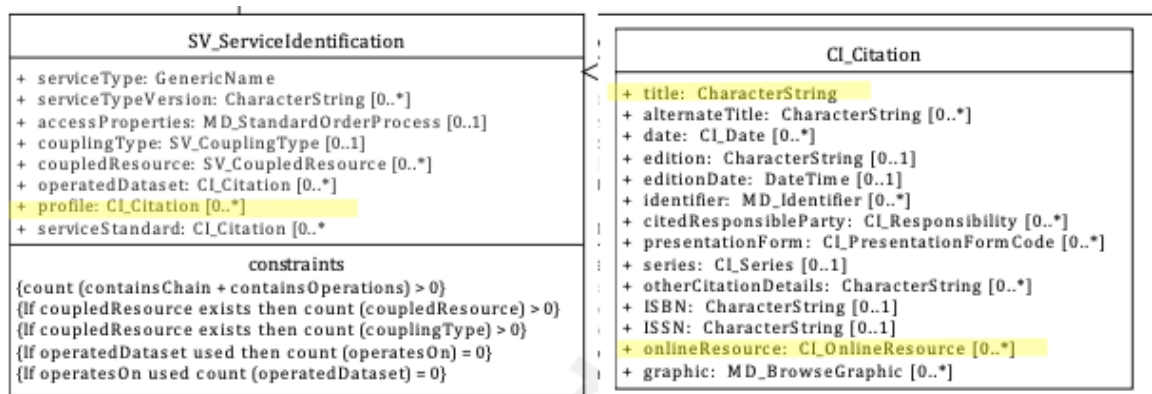 SV_ServiceIdentification
+ serviceType: GenericName
+ serviceTypeVersion: CharacterString [0..*]
+ accessProperties: MD_StandardOrderProcess [0..1]
+ couplingType: SV_CouplingType [0..1]
+ coupledResource: SV_CoupledResource [0..*]
+ operatedDataset: CI_Citation [0..*]
+ profile: CI_Citation [0..*]
+ serviceStandard: CI_Citation [0..*
constraints
{count (containsChain + containsOperations) > 0}
{If coupledResource exists then count (coupledResource) > 0}
{If coupledResource exists then count (couplingType) > 0}
{If operatedDataset used then count (operatesOn) = 0}
{If operatesOn used count (operatedDataset) = 0}
CI_Citation
+ title: CharacterString
+ alternateTitle: CharacterString [0..*]
+ date: CI_Date [0..*]
+ edition: CharacterString [0..1]
+ editionDate: DateTime [0..1]
+ identifier: MD_Identifier [0..*]
+ citedResponsibleParty: CI_Responsibility [0..*]
+ presentationForm: CI_PresentationFormCode [0..*]
+ series: CI_Series [0..1]
+ otherCitationDetails: CharacterString [0..*]
+ ISBN: CharacterString [0..1]
+ ISSN: CharacterString [0..1]
+ onlineResource: CI_OnlineResource [0..*]
+ graphic: MD_BrowseGraphic [0..*]